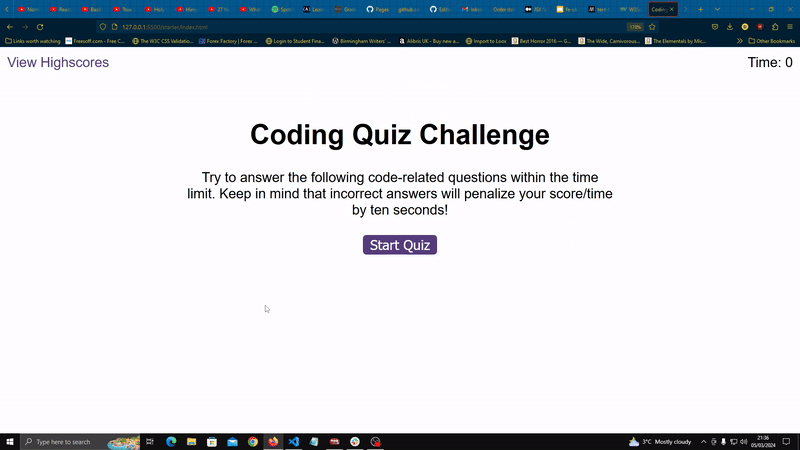 Coding
127.0.0.1:5500/starter/index.html
Links worth watching
Freecoff.com - Free C...
The W3C CSS Validatio...
Forex Factory | Forex ...
Login to Student Fina...
Birmingham Writers' ...
Alibris UK - Buy new a...
Import to Loox
Best Horror 2016 — G...
The Wide, Carnivorous...
The Elementals by Mic...
Other Bookmarks
View Highscores
Time: 0
Coding Quiz Challenge
Try to answer the following code-related questions within the time
limit. Keep in mind that incorrect answers will penalize your score/time
by ten seconds!
Start Quiz
Type here to search
3°C Mostly cloudy
21:36
05/03/2024